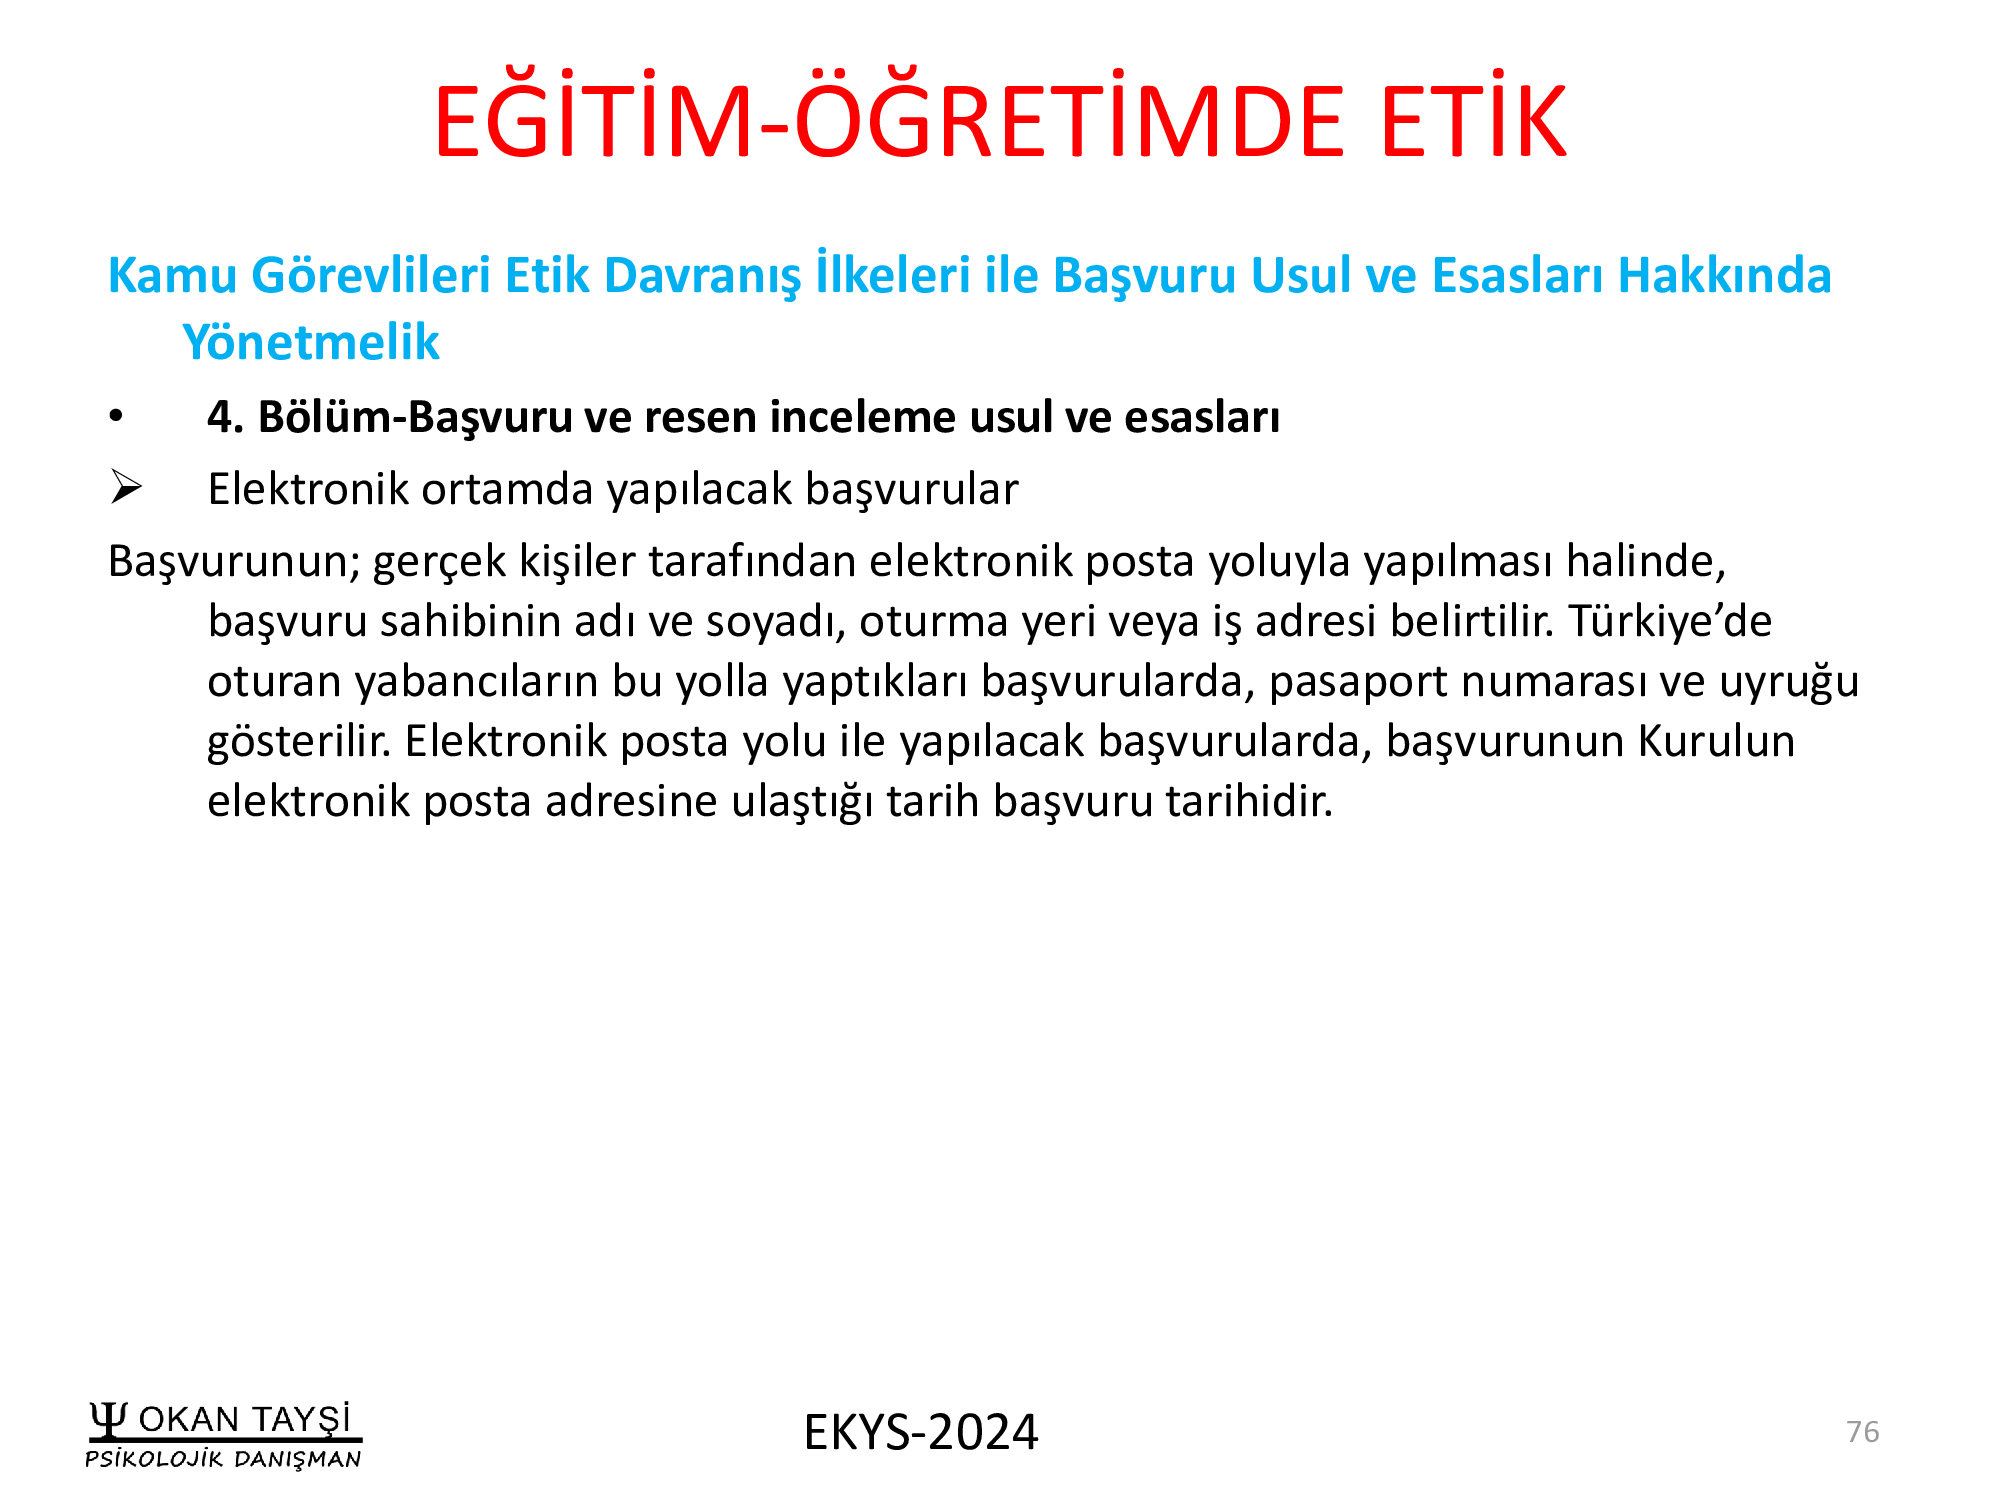 EĞİTİM-ÖĞRETİMDE ETİK
Kamu Görevlileri Etik Davranış İlkeleri ile Başvuru Usul ve Esasları Hakkında
Yönetmelik
• 4. Bölüm-Başvuru ve resen inceleme usul ve esasları
➢ Elektronik ortamda yapılacak başvurular
Başvurunun; gerçek kişiler tarafından elektronik posta yoluyla yapılması halinde,
başvuru sahibinin adı ve soyadı, oturma yeri veya iş adresi belirtilir. Türkiye’de
oturan yabancıların bu yolla yaptıkları başvurularda, pasaport numarası ve uyruğu
gösterilir. Elektronik posta yolu ile yapılacak başvurularda, başvurunun Kurulun
elektronik posta adresine ulaştığı tarih başvuru tarihidir.
Ψ OKAN TAYŞİ
PSİKOLOJİK DANIŞMAN
EKYS-2024
76